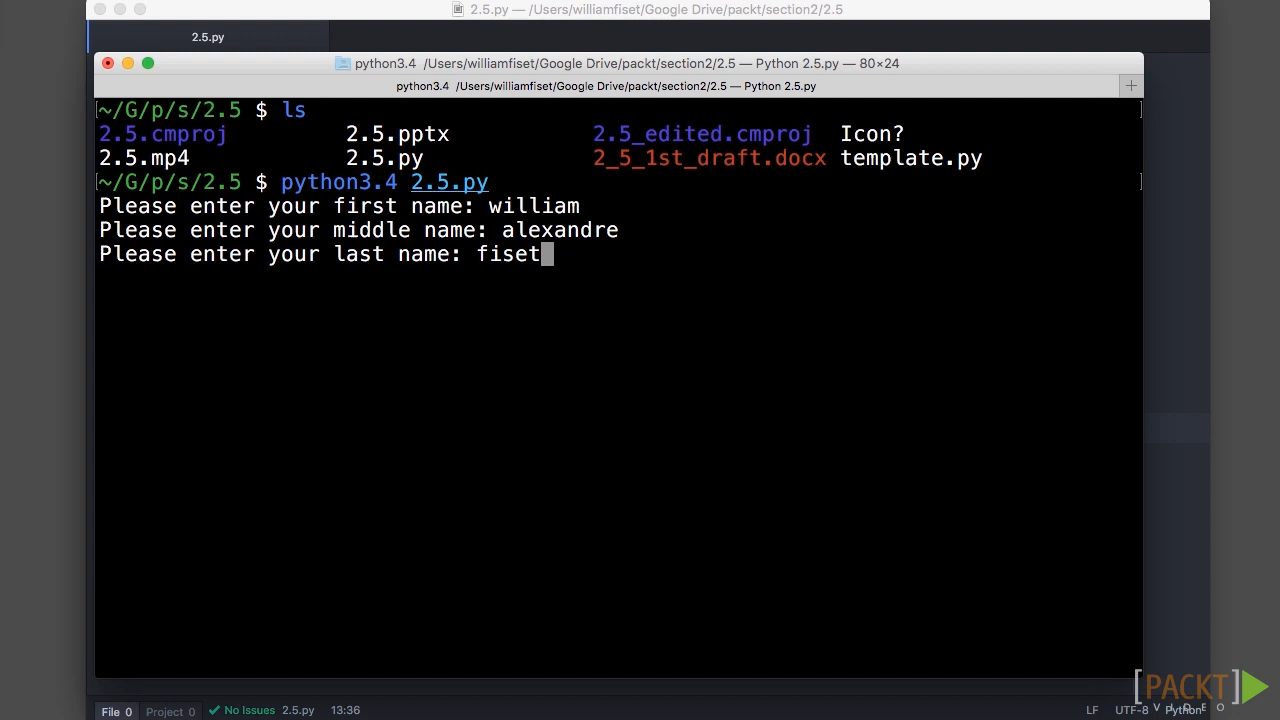 2.5.py — /Users/williamfiset/Google Drive/packt/section2/2.5
2.5.py
python3.4 /Users/williamfiset/Google Drive/packt/section2/2.5 — Python 2.5.py — 80×24
python3.4 /Users/williamfiset/Google Drive/packt/section2/2.5 — Python 2.5.py
~/G/p/s/2.5 $ ls
2.5.cmproj 2.5.pptx 2.5_edited.cmproj Icon?
2.5.mp4 2.5.py 2_5_1st_draft.docx template.py
~/G/p/s/2.5 $ python3.4 2.5.py
Please enter your first name: william
Please enter your middle name: alexandre
Please enter your last name: fiset
[PACKT]
VIDEO
File 0 Project 0 No Issues 2.5.py 13:36 LF UTF-8 Python